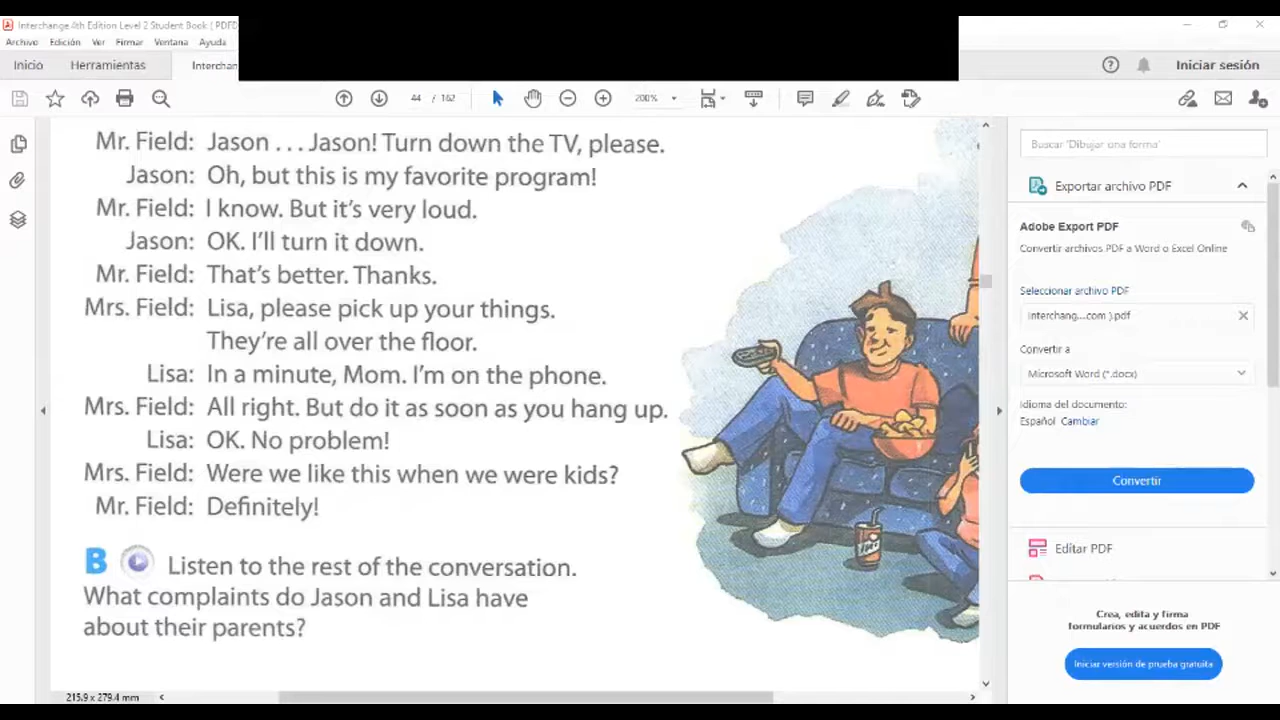 Interchange 4th Edition Level 2 Student Book ( PDFD
Archivo Edición Ver Firmar Ventana Ayuda
Inicio Herramientas Interchan
Iniciar sesión
44 / 162 200%
Mr. Field: Jason . . . Jason! Turn down the TV, please.
Jason: Oh, but this is my favorite program!
Mr. Field: I know. But it's very loud.
Jason: OK. I'll turn it down.
Mr. Field: That's better. Thanks.
Mrs. Field: Lisa, please pick up your things.
They're all over the floor.
Lisa: In a minute, Mom. I'm on the phone.
Mrs. Field: All right. But do it as soon as you hang up.
Lisa: OK. No problem!
Mrs. Field: Were we like this when we were kids?
Mr. Field: Definitely!
B Listen to the rest of the conversation.
What complaints do Jason and Lisa have
about their parents?
215.9 x 279.4 mm
Buscar 'Dibujar una forma'
Exportar archivo PDF
Adobe Export PDF
Convertir archivos PDF a Word o Excel Online
Seleccionar archivo PDF
Interchang...com ).pdf
Convertir a
Microsoft Word (*.docx)
Idioma del documento:
Español Cambiar
Convertir
Editar PDF
Crea, edita y firma
formularios y acuerdos en PDF
Iniciar versión de prueba gratuita